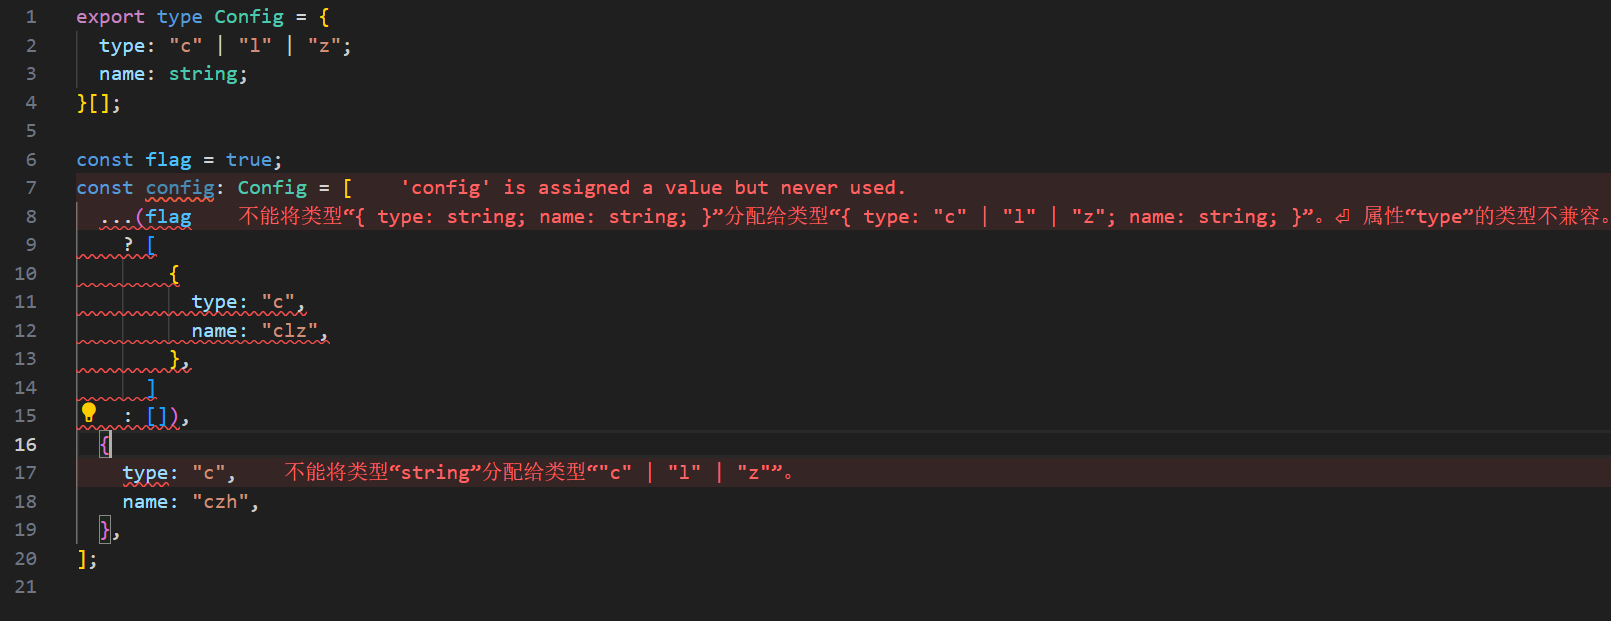 1 export type Config = {
2 type: "c" | "l" | "z";
3 name: string;
4 }[];
5
6 const flag = true;
7 const config: Config = [ 'config' is assigned a value but never used.
8 ...(flag 不能将类型“{ type: string; name: string; }”分配给类型“{ type: "c" | "l" | "z"; name: string; }”。⏎ 属性“type”的类型不兼容。
9 ? [
10 {
11 type: "c",
12 name: "clz",
13 },
14 ]
15 : []),
16 {
17 type: "c", 不能将类型“string”分配给类型“"c" | "l" | "z"”。
18 name: "czh",
19 },
20 ];
21